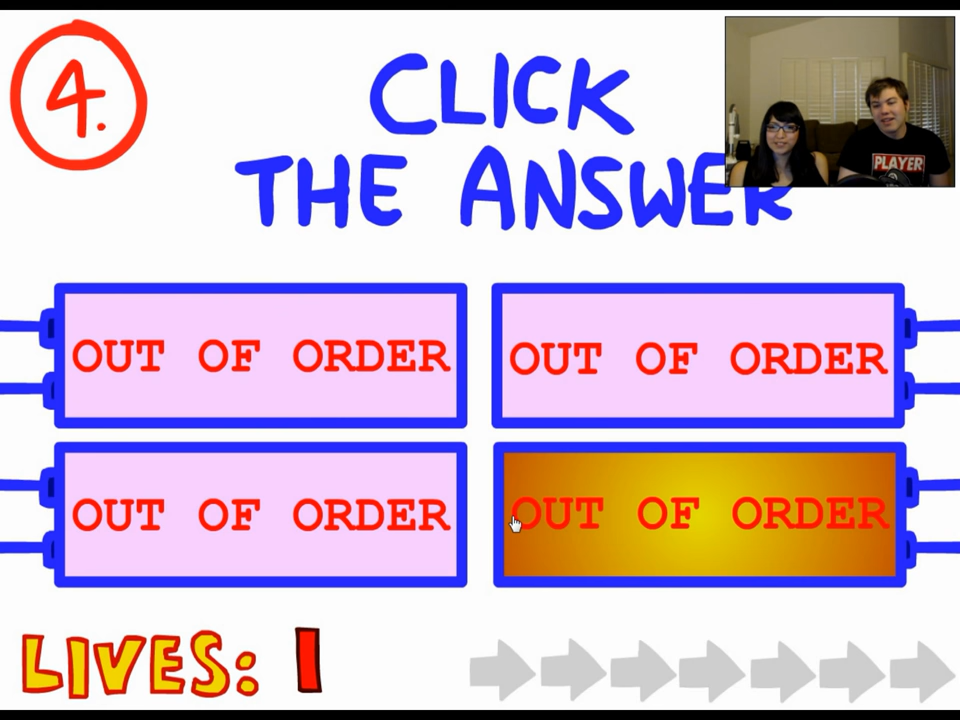 4.
CLICK
THE ANSWER
PLAYER
OUT OF ORDER
OUT OF ORDER
OUT OF ORDER
OUT OF ORDER
LIVES: 1